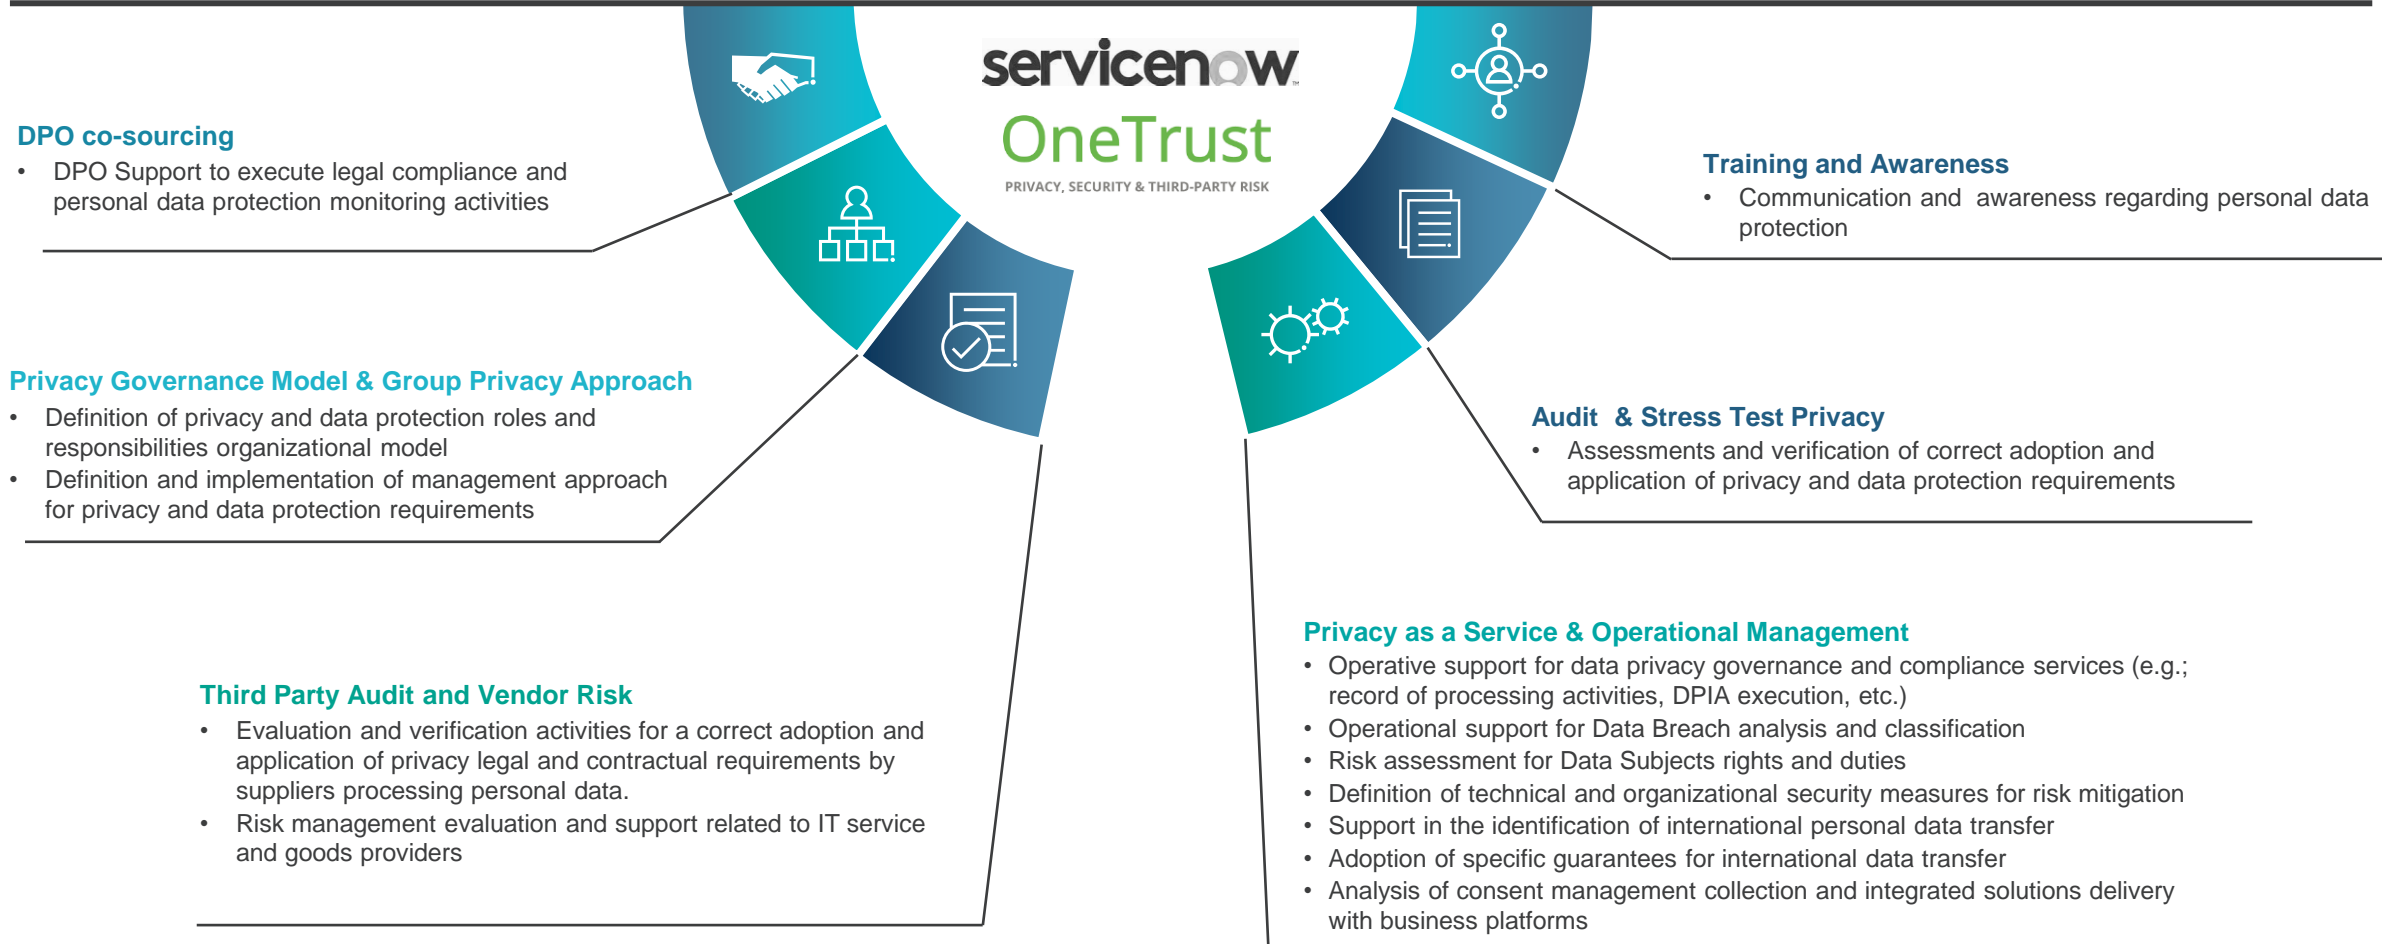 servicenow™
OneTrust
PRIVACY, SECURITY & THIRD-PARTY RISK
DPO co-sourcing
• DPO Support to execute legal compliance and
personal data protection monitoring activities
Privacy Governance Model & Group Privacy Approach
• Definition of privacy and data protection roles and
responsibilities organizational model
• Definition and implementation of management approach
for privacy and data protection requirements
Third Party Audit and Vendor Risk
• Evaluation and verification activities for a correct adoption and
application of privacy legal and contractual requirements by
suppliers processing personal data.
• Risk management evaluation and support related to IT service
and goods providers
Training and Awareness
• Communication and  awareness regarding personal data
protection
Audit  & Stress Test Privacy
• Assessments and verification of correct adoption and
application of privacy and data protection requirements
Privacy as a Service & Operational Management
• Operative support for data privacy governance and compliance services (e.g.;
record of processing activities, DPIA execution, etc.)
• Operational support for Data Breach analysis and classification
• Risk assessment for Data Subjects rights and duties
• Definition of technical and organizational security measures for risk mitigation
• Support in the identification of international personal data transfer
• Adoption of specific guarantees for international data transfer
• Analysis of consent management collection and integrated solutions delivery
with business platforms